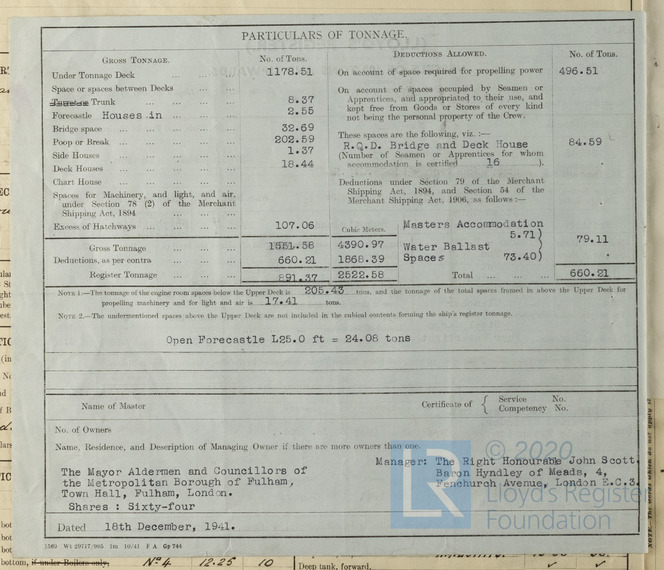 PARTICULARS OF TONNAGE.
GROSS TONNAGE. No. of Tons.
Under Tonnage Deck ... ... 1178.51
Space or spaces between Decks ... ...
Trunk ... ... ... 8.37
Forecastle Houses in ... ... 2.55
Bridge space ... ... ... 32.69
Poop or Break ... ... ... 202.59
Side Houses ... ... ... 1.37
Deck Houses ... ... ... 18.44
Chart House ... ... ...
Spaces for Machinery, and light, and air,
under Section 78 (2) of the Merchant
Shipping Act, 1894 ... ... ...
Excess of Hatchways ... ... ... 107.06
Cubic Meters.
Gross Tonnage ... ... ... 1551.58 4390.97
Deductions, as per contra ... ... 660.21 1868.39
Register Tonnage ... ... ... 891.37 2522.58
DEDUCTIONS ALLOWED. No. of Tons.
On account of space required for propelling power 496.51
On account of spaces occupied by Seamen or
Apprentices, and appropriated to their use, and
kept free from Goods or Stores of every kind
not being the personal property of the Crew.
These spaces are the following, viz. :—
R.Q.D. Bridge and Deck House 84.59
(Number of Seamen or Apprentices for whom
accommodation is certified 16 ).
Deductions under Section 79 of the Merchant
Shipping Act, 1894, and Section 54 of the
Merchant Shipping Act, 1906, as follows :—
Masters Accommodation
5.71)
Water Ballast ) 79.11
Spaces 73.40)
Total ... ... ... 660.21
NOTE 1.—The tonnage of the engine room spaces below the Upper Deck is 205.43 tons, and the tonnage of the total spaces framed in above the Upper Deck for
propelling machinery and for light and air is 17.41 tons.
NOTE 2.—The undermentioned spaces above the Upper Deck are not included in the cubical contents forming the ship's register tonnage.
Open Forecastle L25.0 ft = 24.08 tons
Name of Master Certificate of { Service No.
Competency No.
No. of Owners
Name, Residence, and Description of Managing Owner if there are more owners than one.
The Mayor Aldermen and Councillors of
the Metropolitan Borough of Fulham,
Town Hall, Fulham, London.
Shares : Sixty-four
Manager: The Right Honourable John Scott
Baron Hyndley of Meads, 4,
Fenchurch Avenue, London E.C.3.
Dated 18th December, 1941.
© 2020
LR
Lloyd's Register
Foundation
bottom, if under Boilers only, No 4 12.25 10
Deep tank, forward.